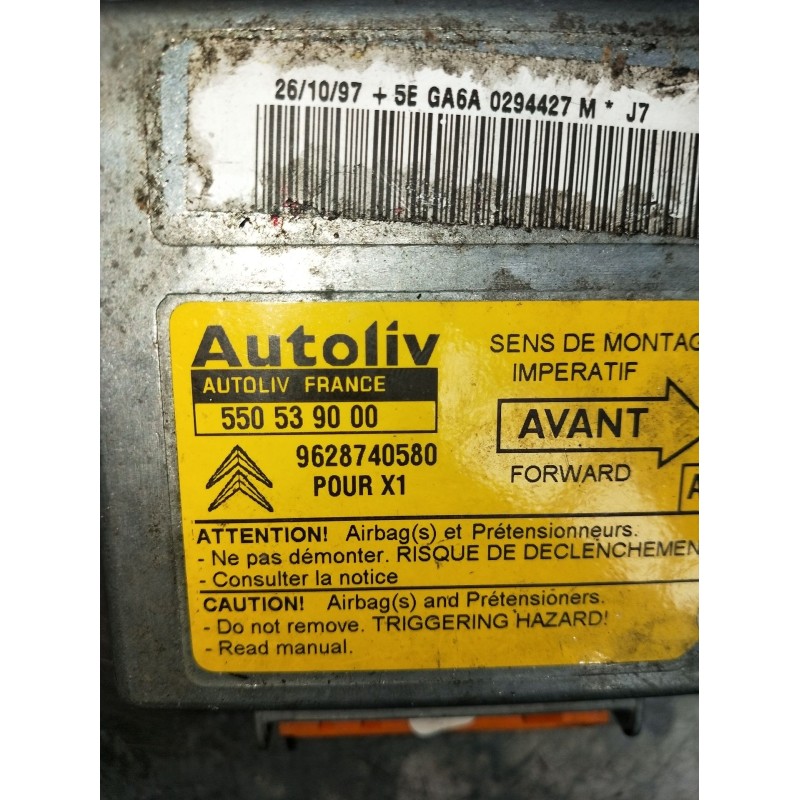 26/10/97 + 5E GA6A 0294427 M * J7
Autoliv
AUTOLIV FRANCE
550 53 90 00
9628740580
POUR X1
SENS DE MONTAG
IMPERATIF
AVANT
FORWARD
A
ATTENTION! Airbag(s) et Prétensionneurs.
- Ne pas démonter. RISQUE DE DECLENCHEMEN
- Consulter la notice
CAUTION! Airbag(s) and Prétensioners.
- Do not remove. TRIGGERING HAZARD!
- Read manual.